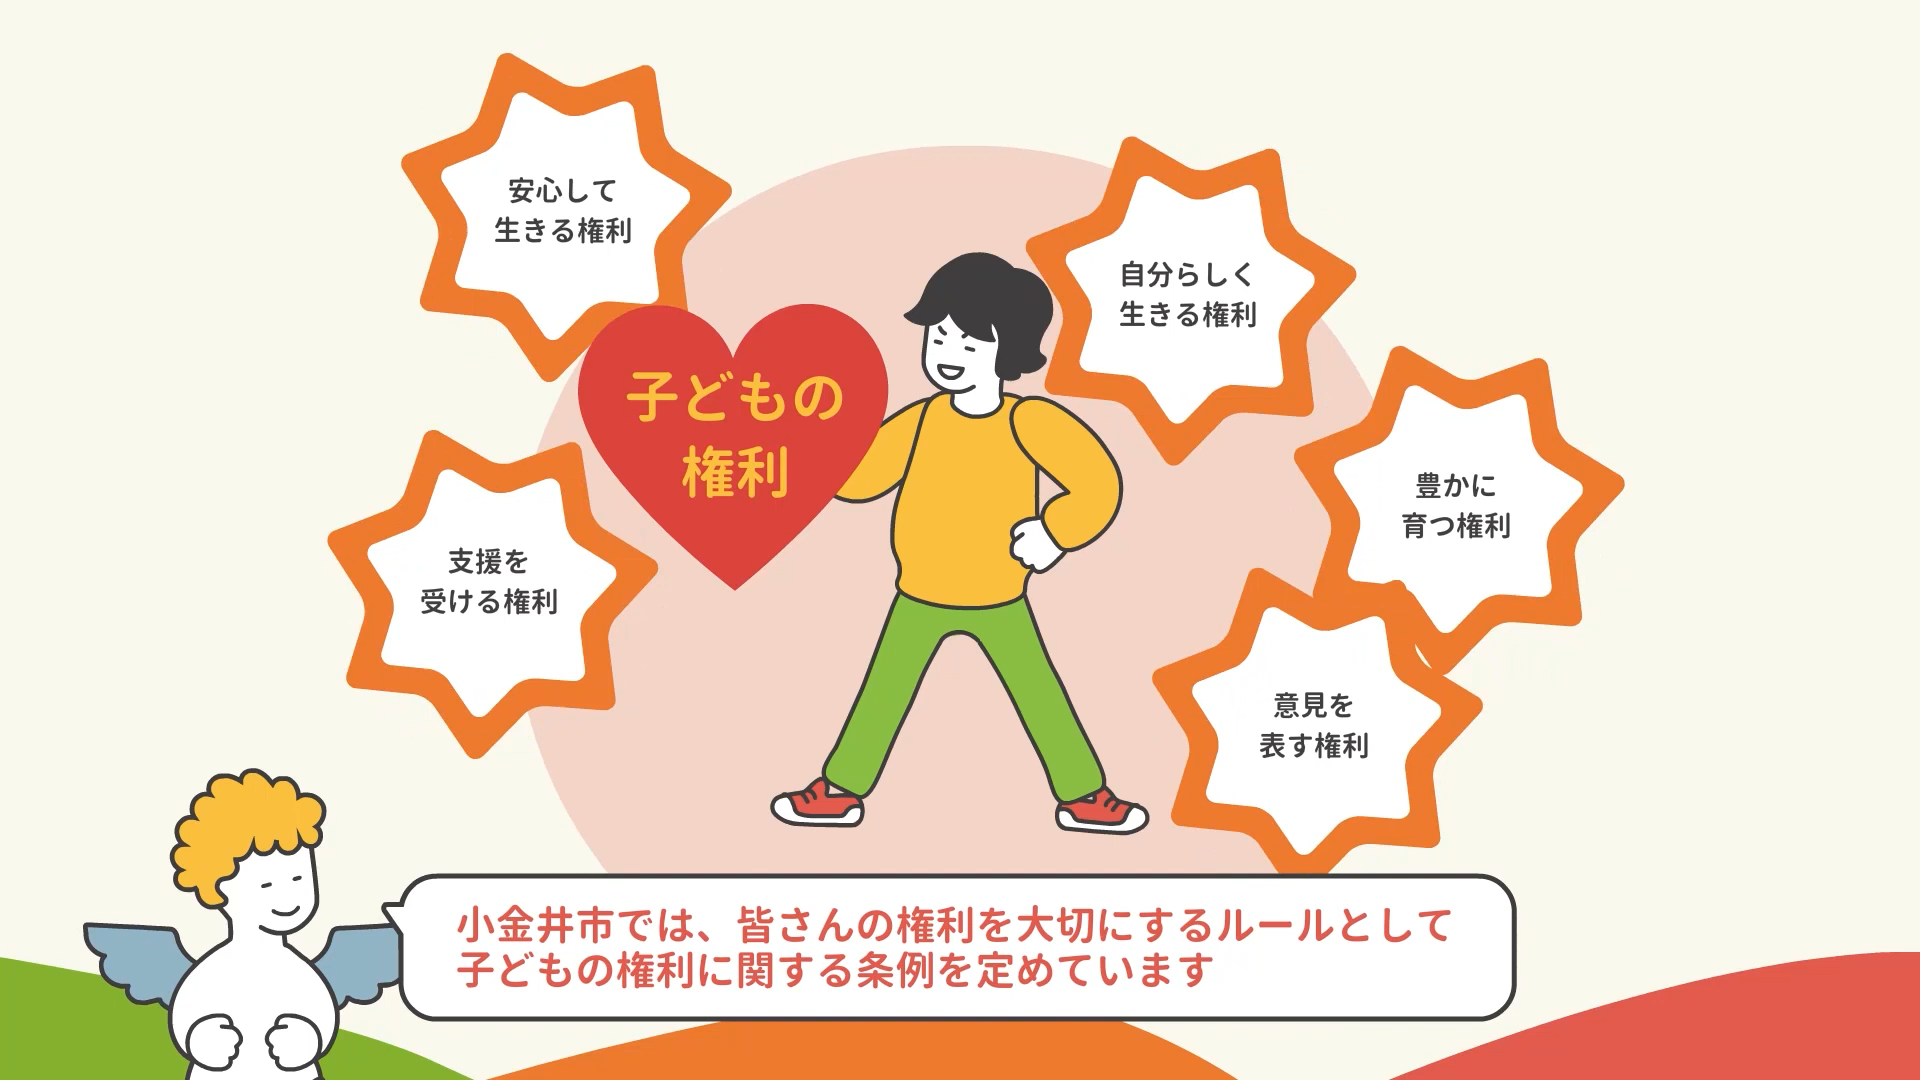 安心して
生きる権利
自分らしく
生きる権利
子どもの
権利
豊かに
育つ権利
支援を
受ける権利
意見を
表す権利
小金井市では、皆さんの権利を大切にするルールとして
子どもの権利に関する条例を定めています